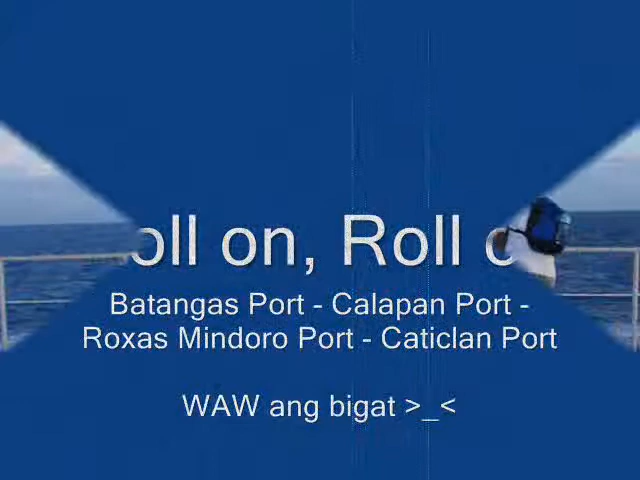 oll on, Roll o
Batangas Port - Calapan Port -
Roxas Mindoro Port - Caticlan Port
WAW ang bigat >_<